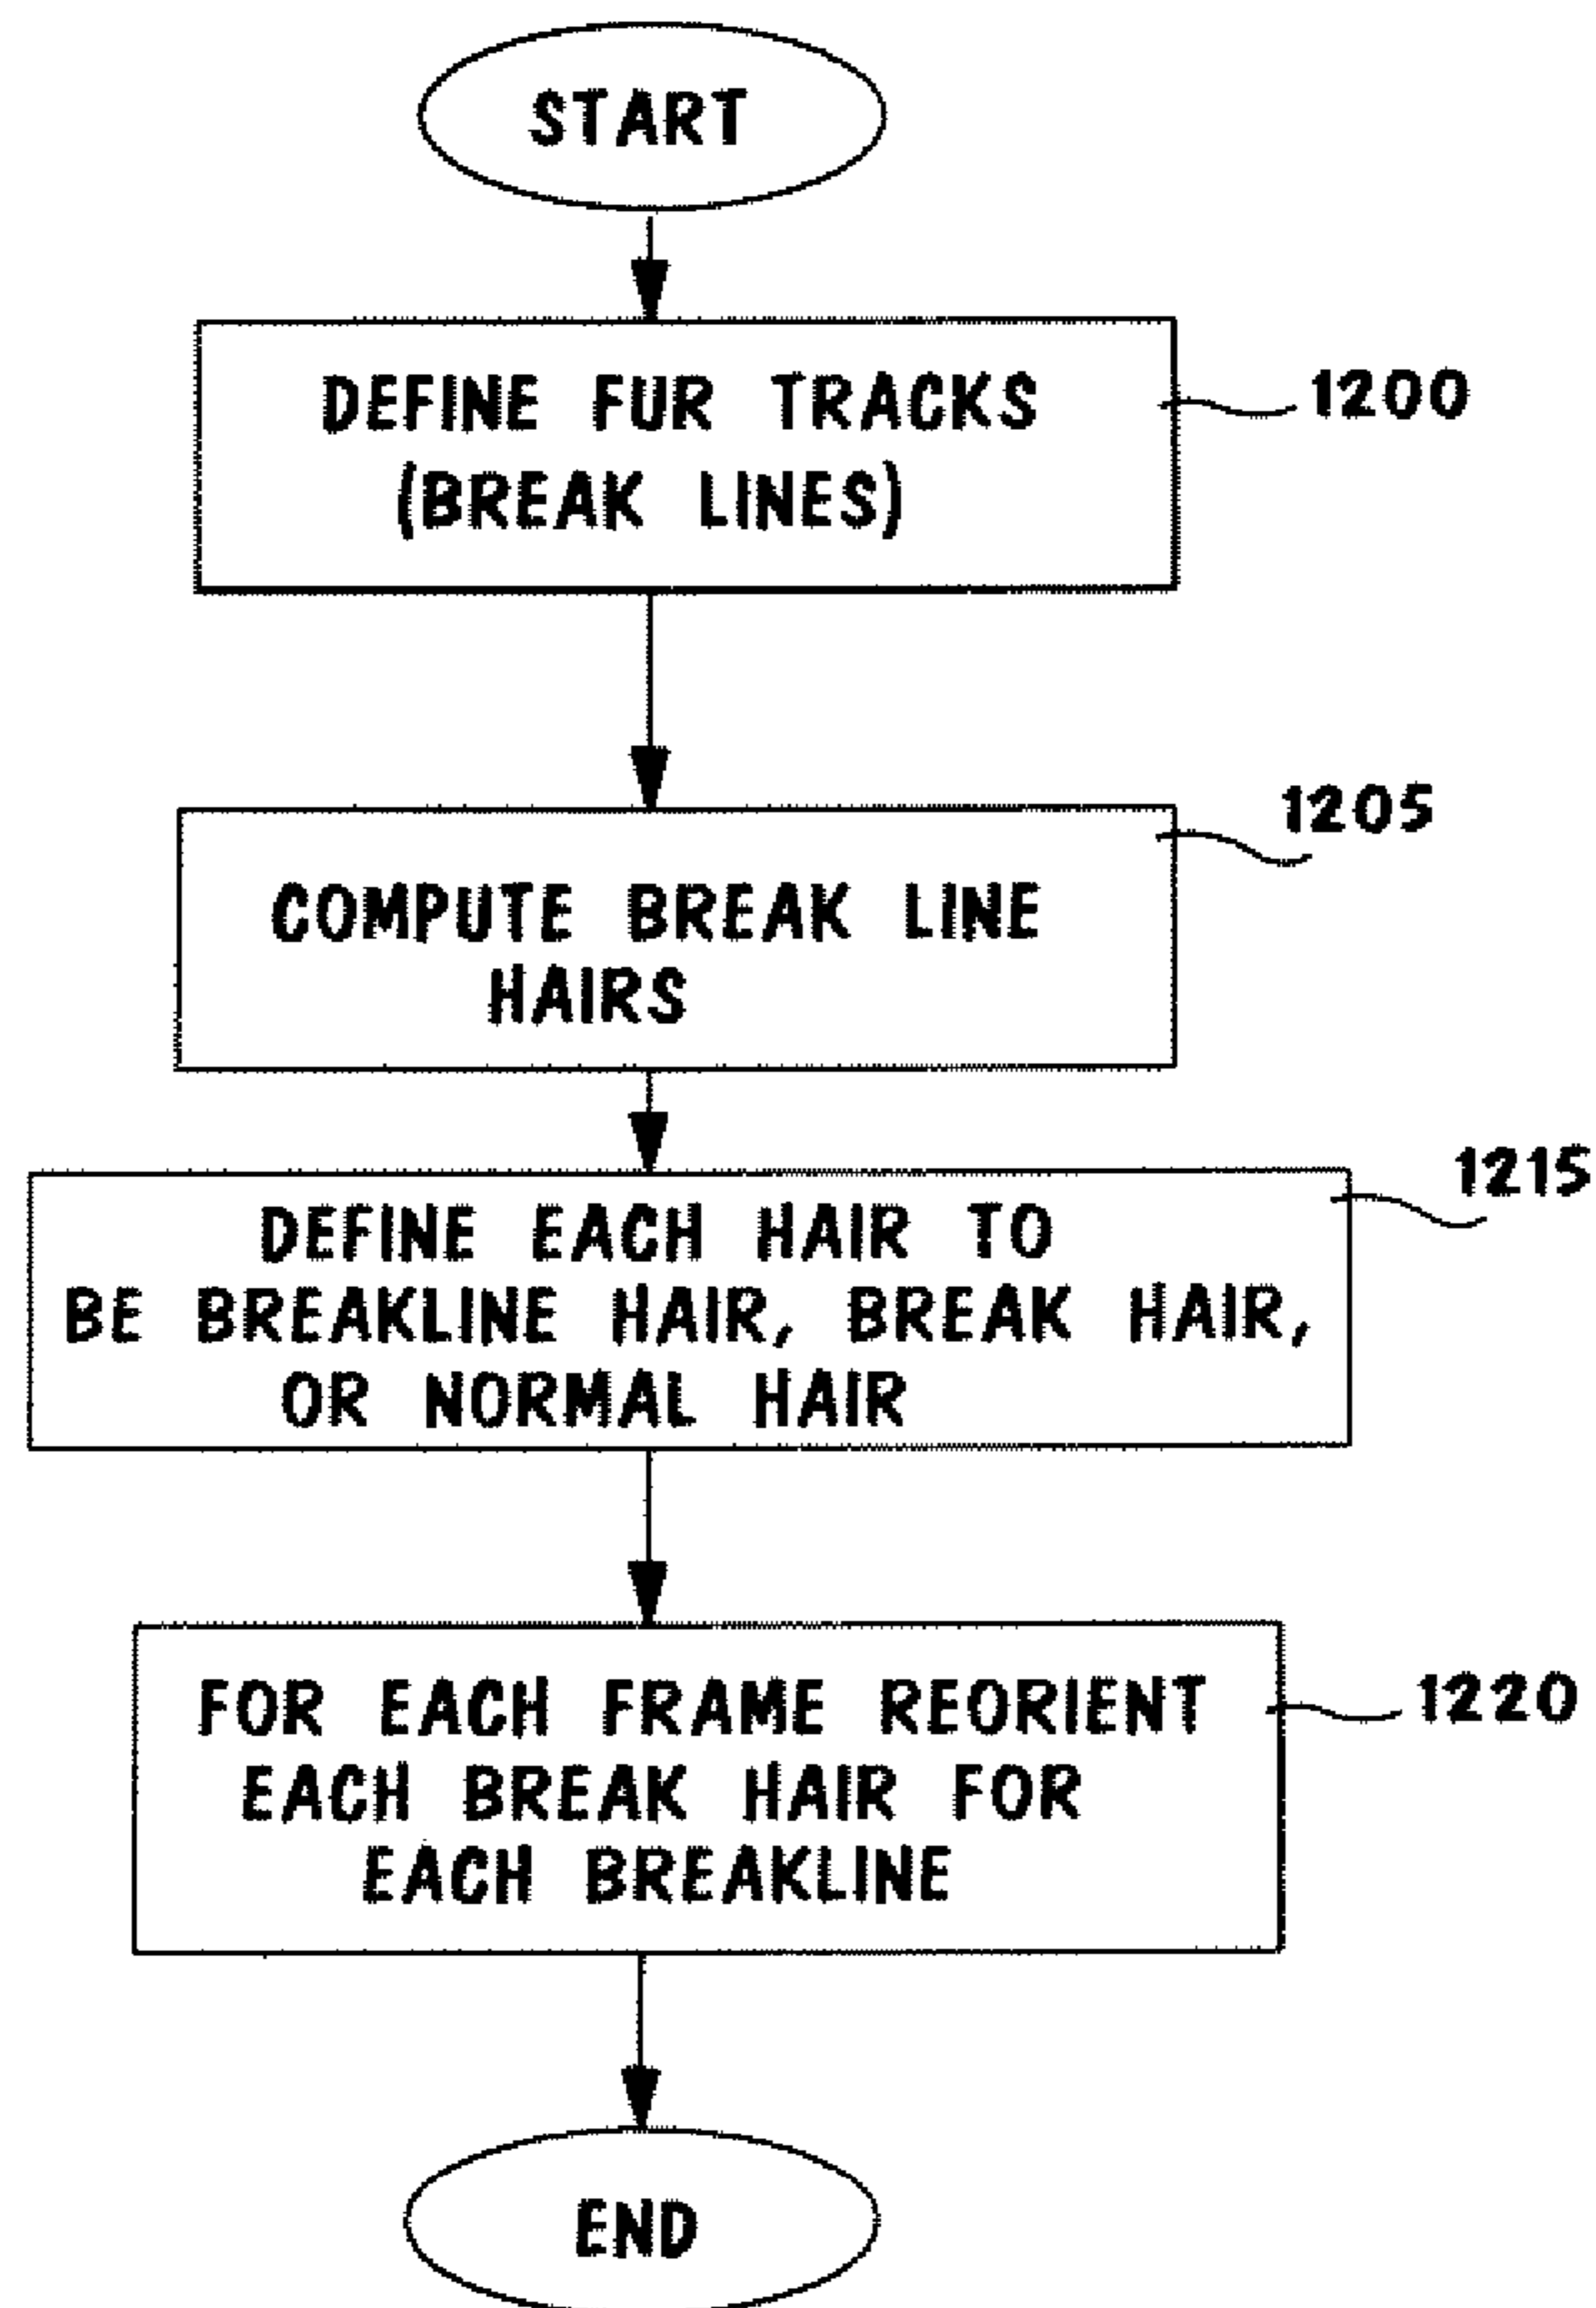 START
DEFINE FUR TRACKS
(BREAK LINES)
1200
COMPUTE BREAK LINE
HAIRS
1205
DEFINE EACH HAIR TO
BE BREAKLINE HAIR, BREAK HAIR,
OR NORMAL HAIR
1215
FOR EACH FRAME REORIENT
EACH BREAK HAIR FOR
EACH BREAKLINE
1220
END